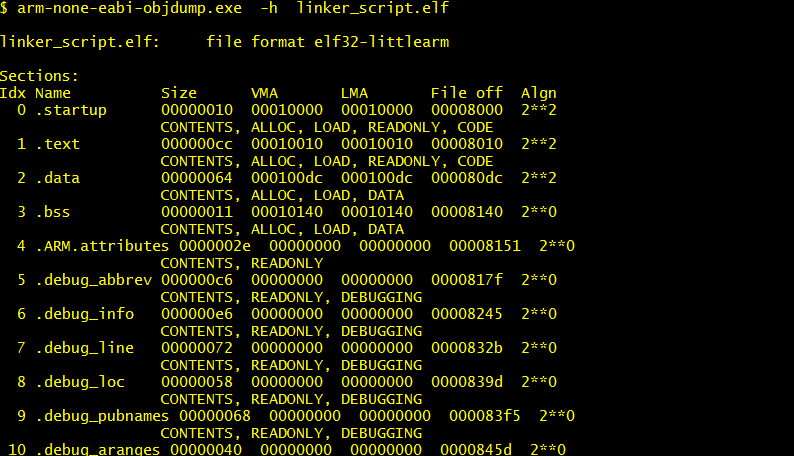 $ arm-none-eabi-objdump.exe  -h  linker_script.elf
linker_script.elf:     file format elf32-littlearm
Sections:
Idx Name          Size      VMA       LMA       File off  Algn
  0 .startup      00000010  00010000  00010000  00008000  2**2
                  CONTENTS, ALLOC, LOAD, READONLY, CODE
  1 .text         000000cc  00010010  00010010  00008010  2**2
                  CONTENTS, ALLOC, LOAD, READONLY, CODE
  2 .data         00000064  000100dc  000100dc  000080dc  2**2
                  CONTENTS, ALLOC, LOAD, DATA
  3 .bss          00000011  00010140  00010140  00008140  2**0
                  CONTENTS, ALLOC, LOAD, DATA
  4 .ARM.attributes 0000002e  00000000  00000000  00008151  2**0
                  CONTENTS, READONLY
  5 .debug_abbrev 000000c6  00000000  00000000  0000817f  2**0
                  CONTENTS, READONLY, DEBUGGING
  6 .debug_info   000000e6  00000000  00000000  00008245  2**0
                  CONTENTS, READONLY, DEBUGGING
  7 .debug_line   00000072  00000000  00000000  0000832b  2**0
                  CONTENTS, READONLY, DEBUGGING
  8 .debug_loc    00000058  00000000  00000000  0000839d  2**0
                  CONTENTS, READONLY, DEBUGGING
  9 .debug_pubnames 00000068  00000000  00000000  000083f5  2**0
                  CONTENTS, READONLY, DEBUGGING
 10 .debug_aranges 00000040  00000000  00000000  0000845d  2**0